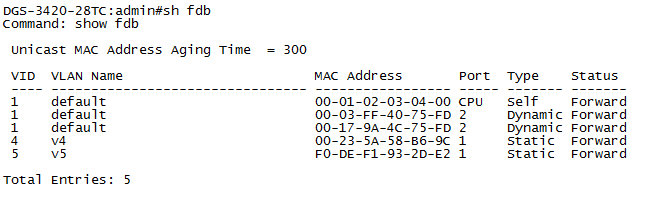 DGS-3420-28TC:admin#sh fdb
Command: show fdb
Unicast MAC Address Aging Time  = 300
VID  VLAN Name                        MAC Address       Port  Type    Status
---- -------------------------------- ----------------- ----- ------- -------
1    default                          00-01-02-03-04-00 CPU   Self    Forward
1    default                          00-03-FF-40-75-FD 2     Dynamic Forward
1    default                          00-17-9A-4C-75-FD 2     Dynamic Forward
4    v4                               00-23-5A-58-B6-9C 1     Static  Forward
5    v5                               F0-DE-F1-93-2D-E2 1     Static  Forward
Total Entries: 5